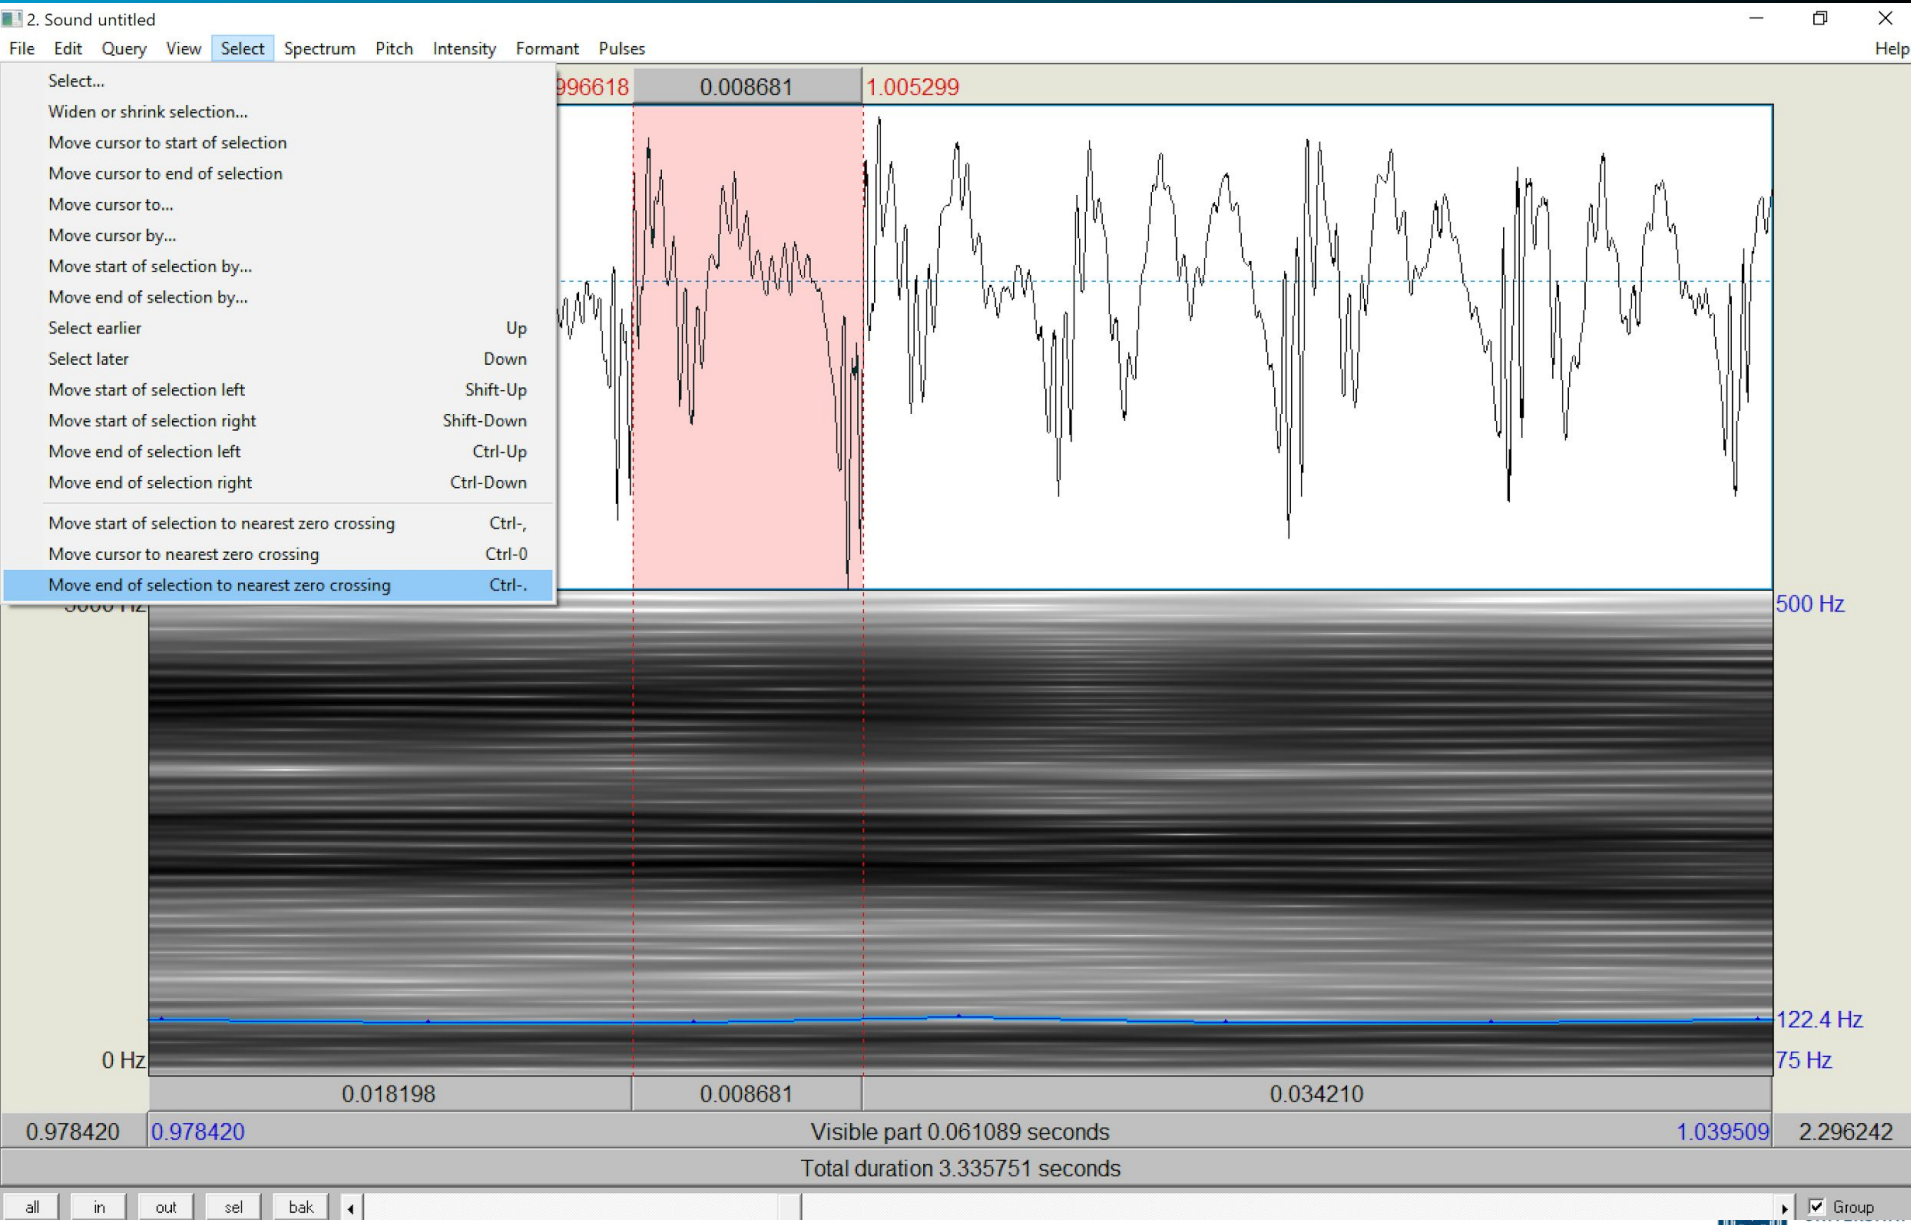 2. Sound untitled
File Edit Query View Select Spectrum Pitch Intensity Formant Pulses Help
Select...
Widen or shrink selection...
Move cursor to start of selection
Move cursor to end of selection
Move cursor to...
Move cursor by...
Move start of selection by...
Move end of selection by...
Select earlier Up
Select later Down
Move start of selection left Shift-Up
Move start of selection right Shift-Down
Move end of selection left Ctrl-Up
Move end of selection right Ctrl-Down
Move start of selection to nearest zero crossing Ctrl-,
Move cursor to nearest zero crossing Ctrl-0
Move end of selection to nearest zero crossing Ctrl-.
996618 0.008681 1.005299
500 Hz
122.4 Hz
0 Hz 75 Hz
0.018198 0.008681 0.034210
0.978420 0.978420 Visible part 0.061089 seconds 1.039509 2.296242
Total duration 3.335751 seconds
all in out sel bak Group